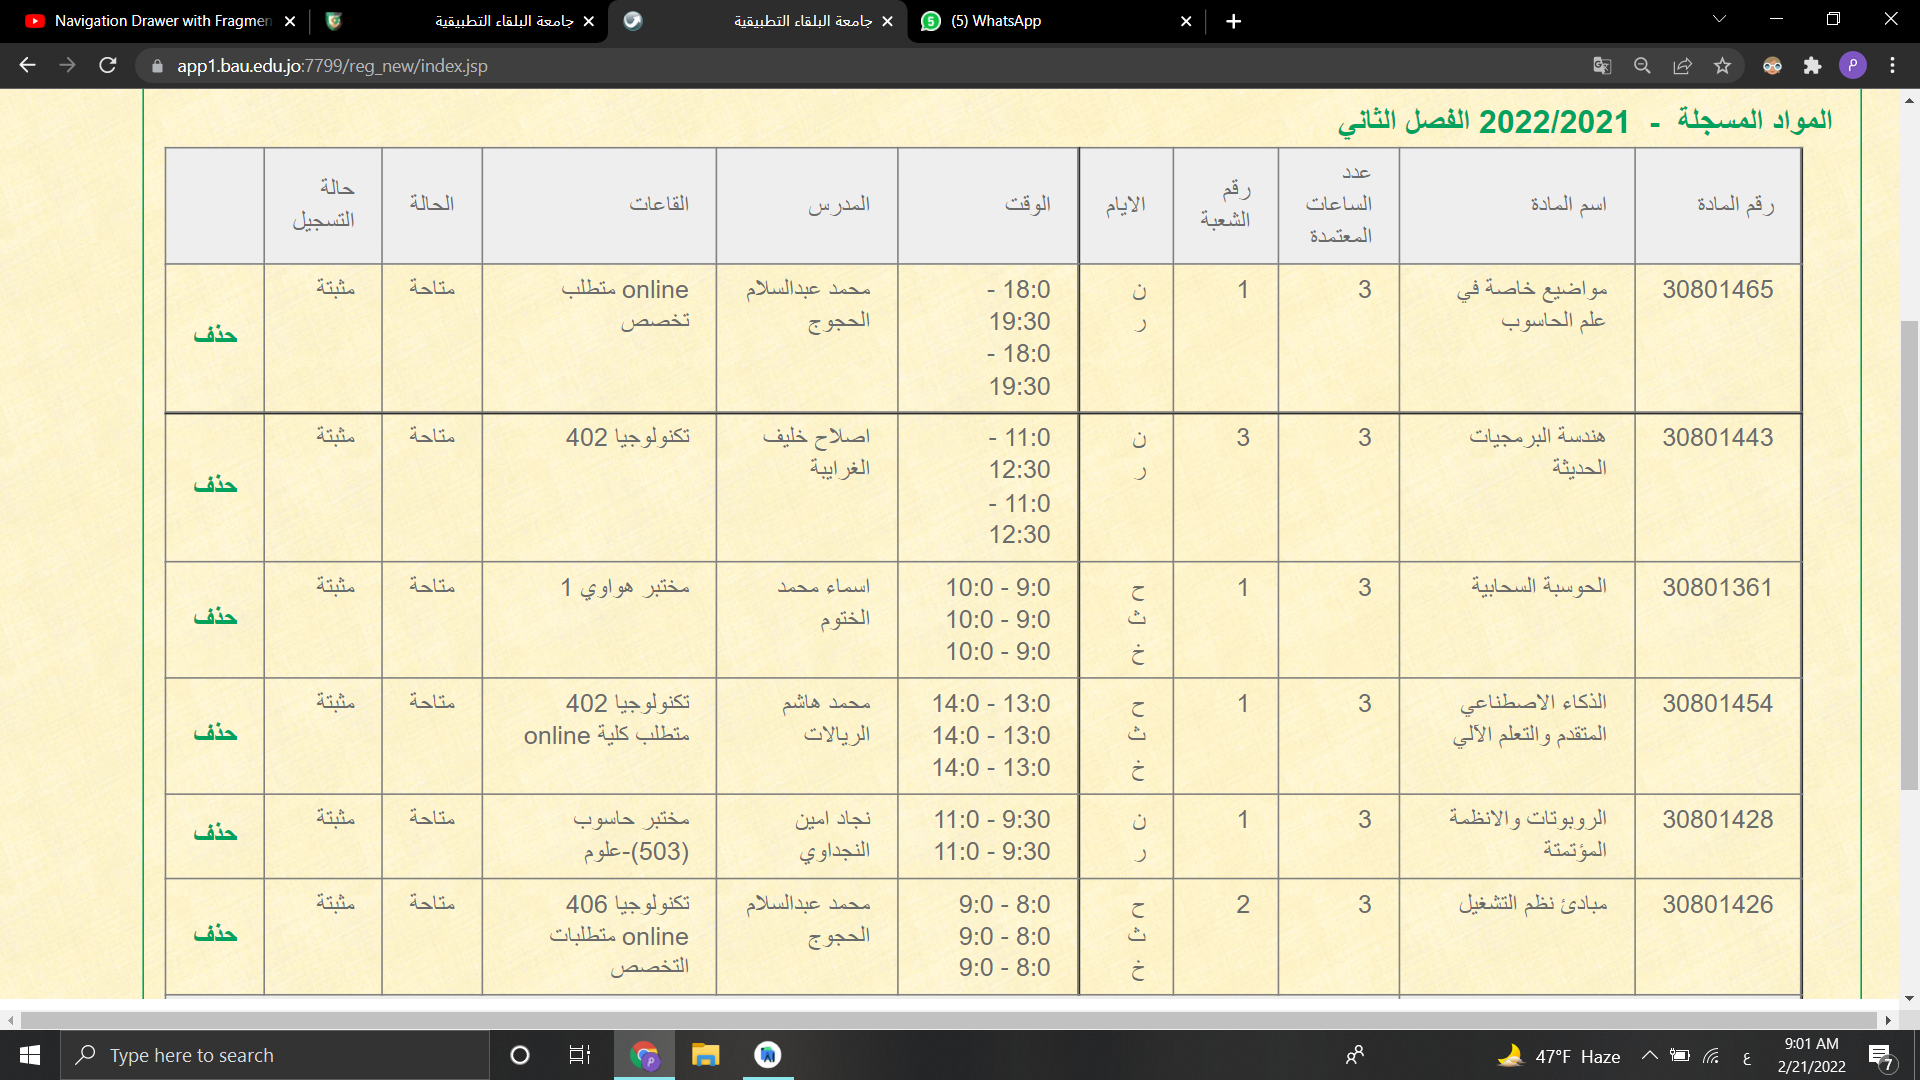 Navigation Drawer with Fragmen
جامعة البلقاء التطبيقية
جامعة البلقاء التطبيقية
(5) WhatsApp
app1.bau.edu.jo:7799/reg_new/index.jsp
المواد المسجلة - 2022/2021 الفصل الثاني
رقم المادة
اسم المادة
عدد
الساعات
المعتمدة
رقم
الشعبة
الايام
الوقت
المدرس
القاعات
الحالة
حالة
التسجيل
30801465
مواضيع خاصة في
علم الحاسوب
3
1
ن
ر
18:0 -
19:30
18:0 -
19:30
محمد عبدالسلام
الحجوج
online متطلب
تخصص
متاحة
مثبتة
حذف
30801443
هندسة البرمجيات
الحديثة
3
3
ن
ر
11:0 -
12:30
11:0 -
12:30
اصلاح خليف
الغرايبة
تكنولوجيا 402
متاحة
مثبتة
حذف
30801361
الحوسبة السحابية
3
1
ح
ث
خ
9:0 - 10:0
9:0 - 10:0
9:0 - 10:0
اسماء محمد
الختوم
مختبر هواوي 1
متاحة
مثبتة
حذف
30801454
الذكاء الاصطناعي
المتقدم والتعلم الآلي
3
1
ح
ث
خ
13:0 - 14:0
13:0 - 14:0
13:0 - 14:0
محمد هاشم
الريالات
تكنولوجيا 402
متطلب كلية online
متاحة
مثبتة
حذف
30801428
الروبوتات والانظمة
المؤتمتة
3
1
ن
ر
9:30 - 11:0
9:30 - 11:0
نجاد امين
النجداوي
مختبر حاسوب
(503)-علوم
متاحة
مثبتة
حذف
30801426
مبادئ نظم التشغيل
3
2
ح
ث
خ
8:0 - 9:0
8:0 - 9:0
8:0 - 9:0
محمد عبدالسلام
الحجوج
تكنولوجيا 406
online متطلبات
التخصص
متاحة
مثبتة
حذف
Type here to search
47°F Haze
ع
9:01 AM
2/21/2022
7